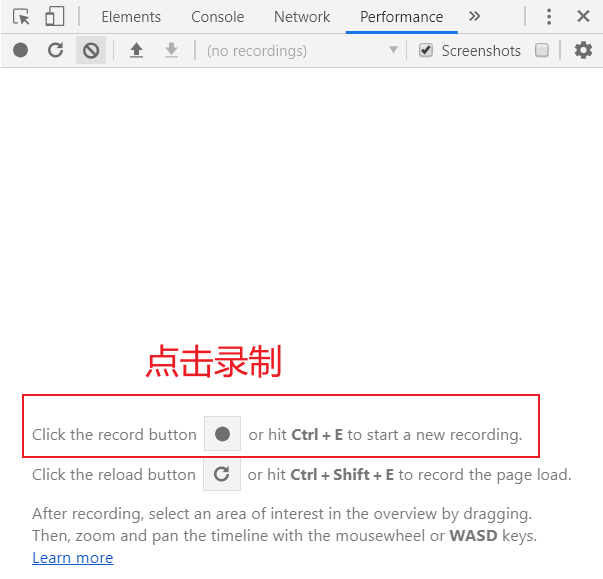 Elements Console Network Performance
(no recordings) Screenshots
点击录制
Click the record button or hit Ctrl + E to start a new recording.
Click the reload button or hit Ctrl + Shift + E to record the page load.
After recording, select an area of interest in the overview by dragging.
Then, zoom and pan the timeline with the mousewheel or WASD keys.
Learn more